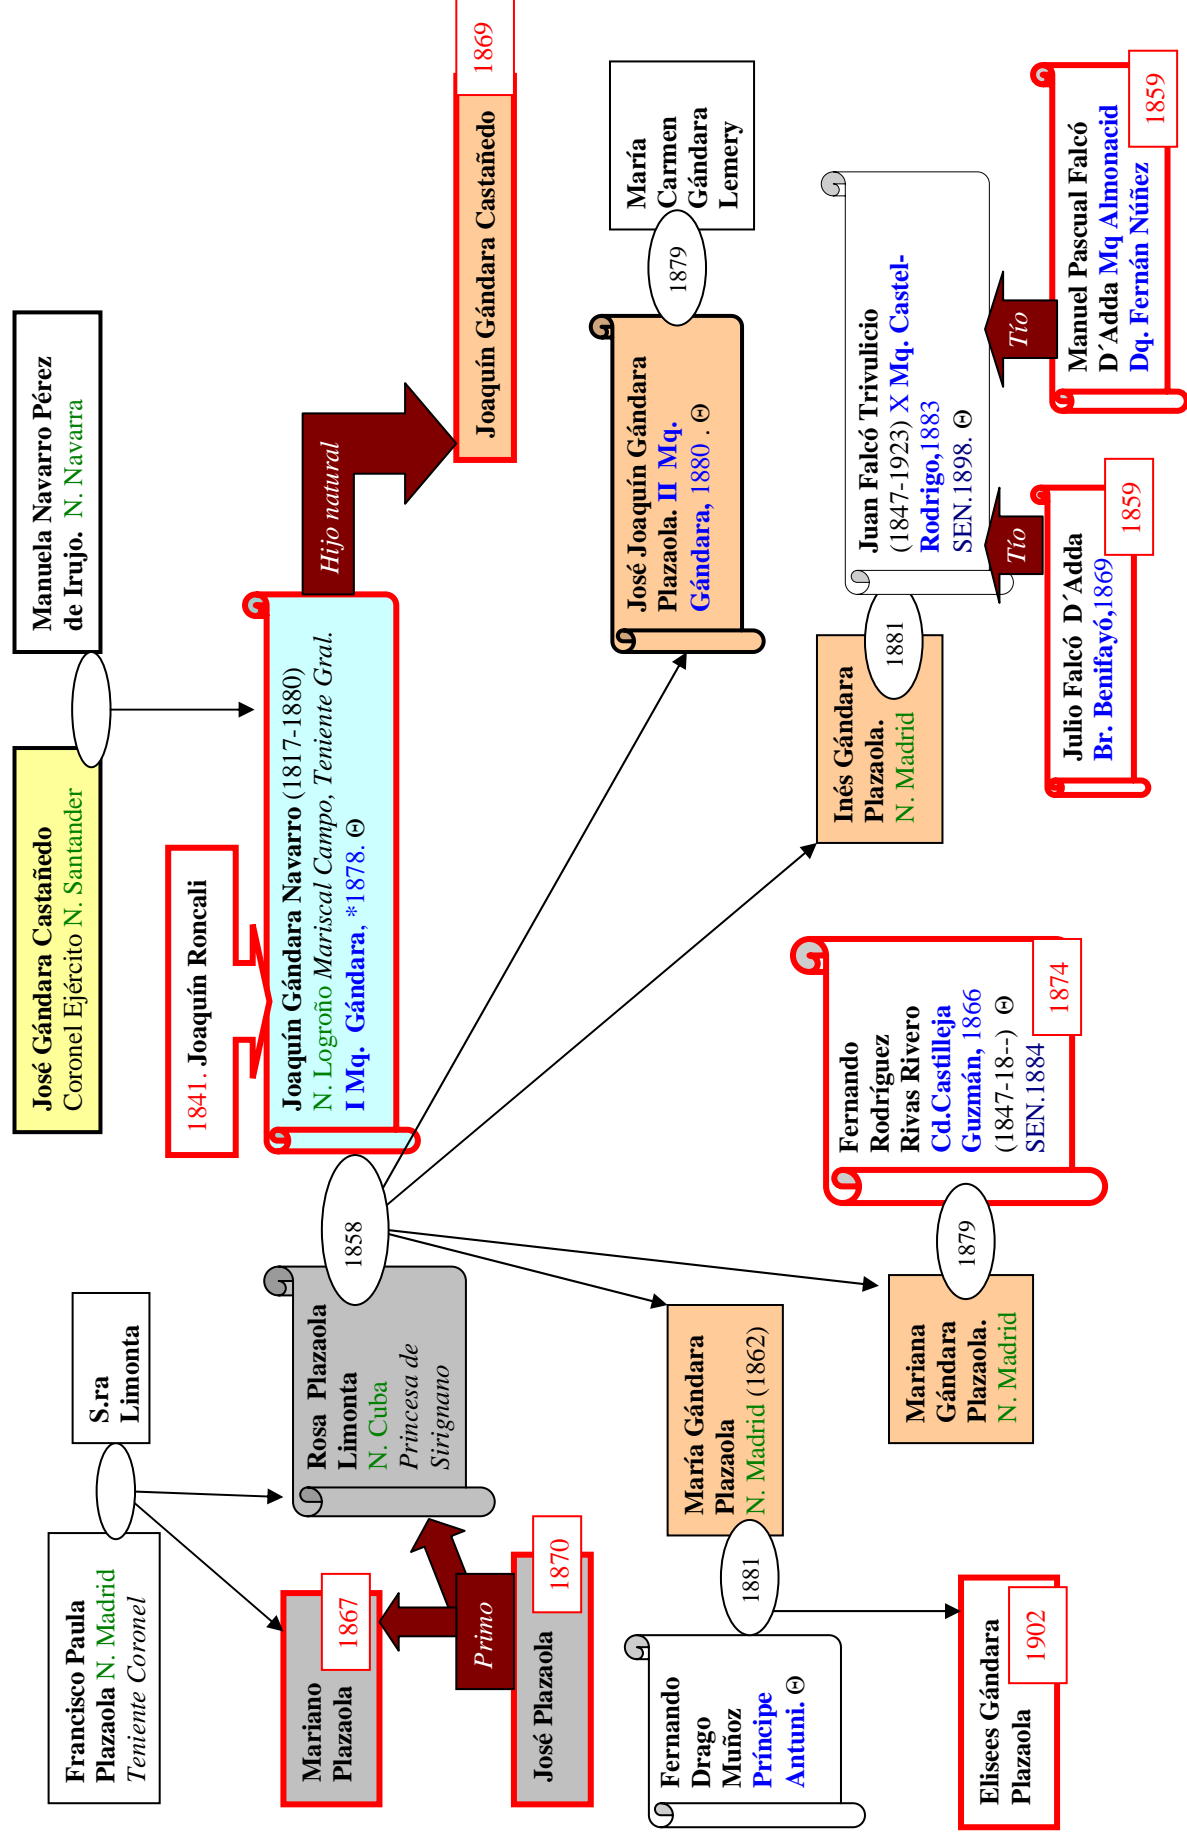 José Gándara Castañedo
Coronel Ejército N. Santander
Manuela Navarro Pérez
de Irujo. N. Navarra
S.ra
Limonta
Francisco Paula
Plazaola N. Madrid
Teniente Coronel
1841. Joaquín Roncali
Joaquín Gándara Navarro (1817-1880)
N. Logroño Mariscal Campo, Teniente Gral.
I Mq. Gándara, *1878. Θ
Hijo natural
1869
Joaquín Gándara Castañedo
1858
Rosa Plazaola
Limonta
N. Cuba
Princesa de
Sirignano
Mariano
Plazaola
1867
Primo
José Plazaola
1870
José Joaquín Gándara
Plazaola. II Mq.
Gándara, 1880 . Θ
1879
María
Carmen
Gándara
Lemery
María Gándara
Plazaola
N. Madrid (1862)
1881
Fernando
Drago
Muñoz
Príncipe
Antuni. Θ
Elisees Gándara
Plazaola
1902
Mariana
Gándara
Plazaola.
N. Madrid
1879
Fernando
Rodríguez
Rivas Rivero
Cd.Castilleja
Guzmán, 1866
(1847-18--) Θ
SEN.1884
1874
Inés Gándara
Plazaola.
N. Madrid
1881
Juan Falcó Trivulicio
(1847-1923) X Mq. Castel-
Rodrigo,1883
SEN.1898. Θ
Tío
Tío
Julio Falcó D´Adda
Br. Benifayó,1869
1859
Manuel Pascual Falcó
D´Adda Mq Almonacid
Dq. Fernán Núñez
1859